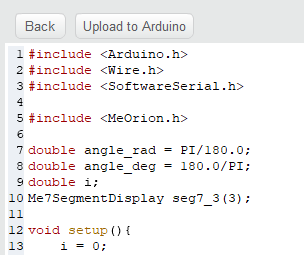 Back Upload to Arduino
1 #include <Arduino.h>
2 #include <Wire.h>
3 #include <SoftwareSerial.h>
4
5 #include <MeOrion.h>
6
7 double angle_rad = PI/180.0;
8 double angle_deg = 180.0/PI;
9 double i;
10 Me7SegmentDisplay seg7_3(3);
11
12 void setup(){
13     i = 0;